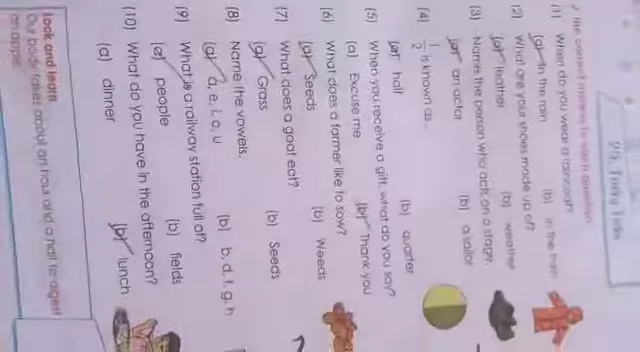 the correct answer to each question
(1) When do you wear a raincoat?
(a) In the rain (b) in the train
(2) What are your shoes made up of?
(a) leather (b) weather
(3) Name the person who acts on a stage.
(a) an actor (b) a sailor
(4) 1/2 is known as...
(a) half (b) quarter
(5) When you receive a gift, what do you say?
(a) Excuse me (b) Thank you
(6) What does a farmer like to sow?
(a) Seeds (b) Weeds
(7) What does a goat eat?
(a) Grass (b) Seeds
(8) Name the vowels.
(a) a, e, i, o, u (b) b, d, f, g, h
(9) What is a railway station full of?
(a) people (b) fields
(10) What do you have in the afternoon?
(a) dinner (b) lunch
Look and learn
Our body takes about an hour and a half to digest
an apple.